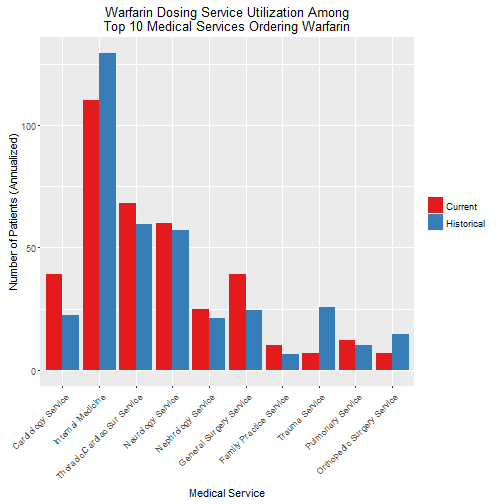 Warfarin Dosing Service Utilization Among
Top 10 Medical Services Ordering Warfarin
Number of Patients (Annualized)
100
50
0
Current
Historical
Cardiology Service
Internal Medicine
ThoradcCardiac Sur Service
Neurology Service
Nephrology Service
General Surgery Service
Family Practice Service
Trauma Service
Pulmonary Service
Orthopedic Surgery Service
Medical Service